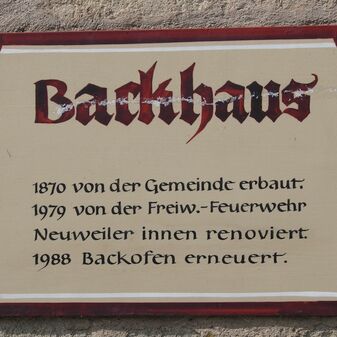 Backhaus
1870 von der Gemeinde erbaut.
1979 von der Freiw.-Feuerwehr
Neuweiler innen renoviert.
1988 Backofen erneuert.